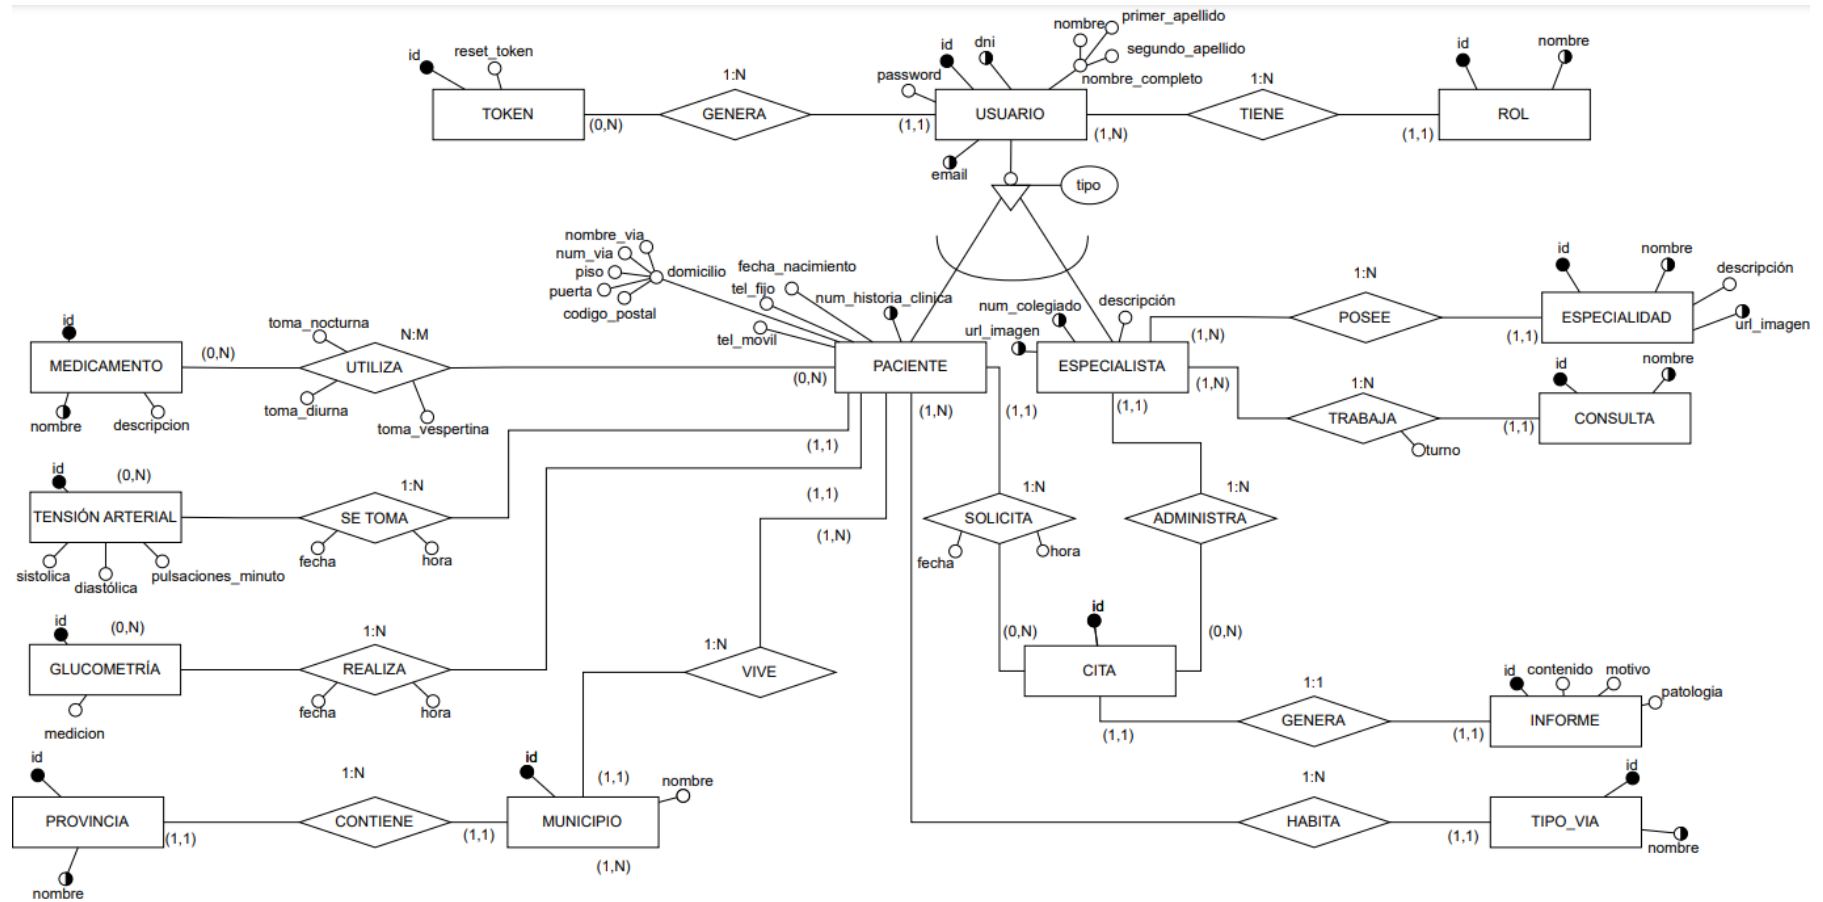 primer_apellido
nombre
id
reset_token
id
dni
segundo_apellido
id
nombre
password
nombre_completo
1:N
1:N
TOKEN
GENERA
USUARIO
TIENE
ROL
(0,N)
(1,1)
(1,N)
(1,1)
email
tipo
nombre_via
num_via
piso
domicilio
fecha_nacimiento
puerta
tel_fijo
num_historia_clinica
codigo_postal
tel_movil
num_colegiado
descripción
url_imagen
1:N
id
nombre
descripción
url_imagen
POSEE
ESPECIALIDAD
(1,N)
(1,1)
id
toma_nocturna
N:M
(0,N)
MEDICAMENTO
UTILIZA
PACIENTE
ESPECIALISTA
(0,N)
(1,N)
(1,1)
(1,1)
(1,N)
1:N
id
nombre
TRABAJA
CONSULTA
(1,1)
turno
nombre
descripcion
toma_diurna
toma_vespertina
(1,1)
id
(0,N)
1:N
TENSIÓN ARTERIAL
SE TOMA
(1,1)
(1,N)
fecha
hora
sistolica
diastólica
pulsaciones_minuto
1:N
1:N
SOLICITA
ADMINISTRA
fecha
hora
id
(0,N)
1:N
GLUCOMETRÍA
REALIZA
fecha
hora
medicion
1:N
VIVE
id
(0,N)
(0,N)
CITA
(1,1)
1:1
GENERA
(1,1)
id
contenido
motivo
patologia
INFORME
id
1:N
id
(1,1)
nombre
PROVINCIA
CONTIENE
MUNICIPIO
(1,1)
(1,1)
(1,N)
nombre
1:N
HABITA
(1,1)
id
TIPO_VIA
nombre